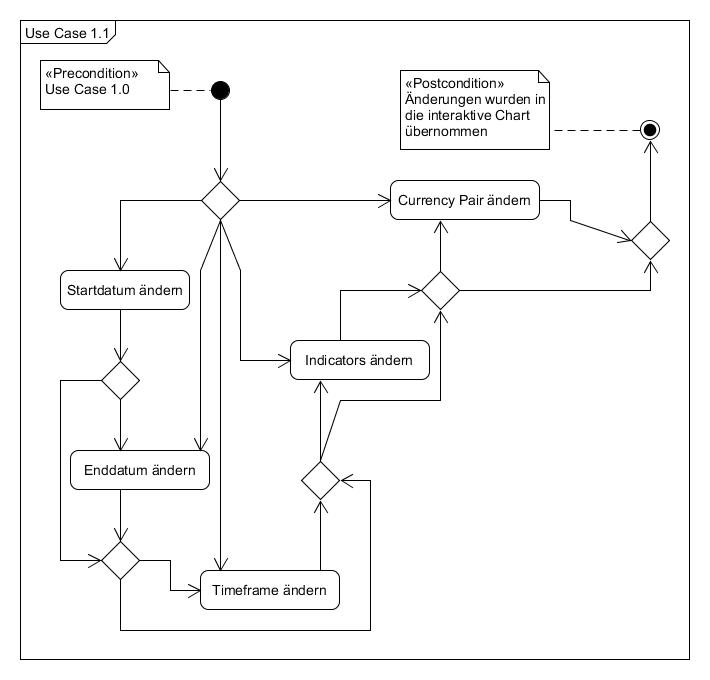 Use Case 1.1
«Precondition»
Use Case 1.0
«Postcondition»
Änderungen wurden in
die interaktive Chart
übernommen
Currency Pair ändern
Startdatum ändern
Indicators ändern
Enddatum ändern
Timeframe ändern